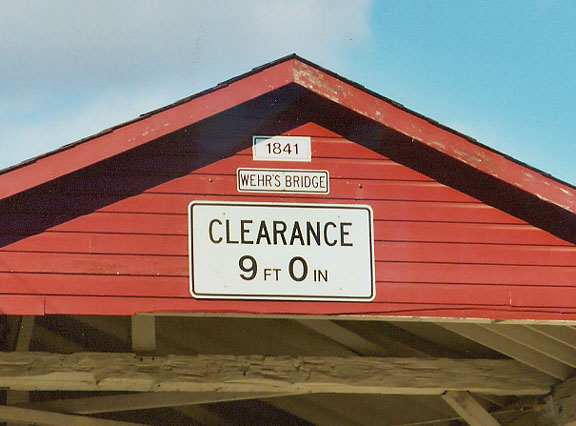 1841
WEHR'S BRIDGE
CLEARANCE
9 FT 0 IN